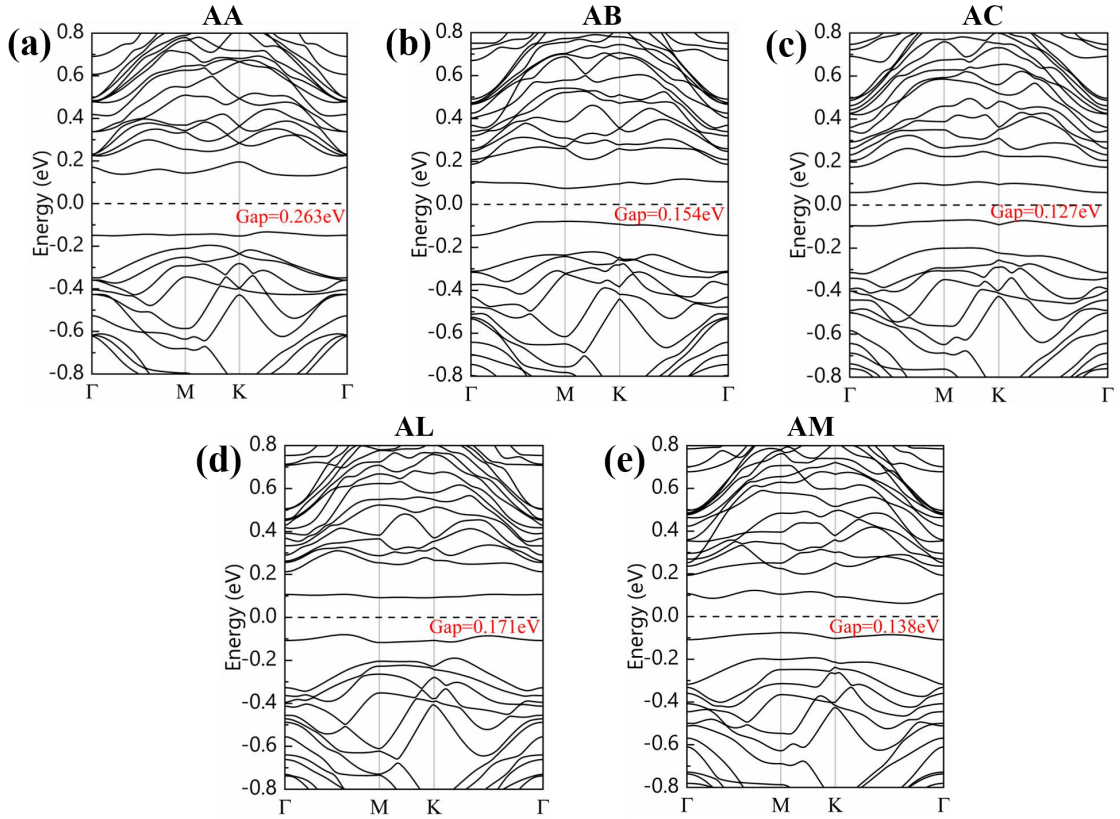 AA
(a)
0.8
0.6
0.4
0.2
0.0
-0.2
-0.4
-0.6
-0.8
Energy (eV)
Gap=0.263eV
Γ M K Γ
AB
(b)
0.8
0.6
0.4
0.2
0.0
-0.2
-0.4
-0.6
-0.8
Energy (eV)
Gap=0.154eV
Γ M K Γ
AC
(c)
0.8
0.6
0.4
0.2
0.0
-0.2
-0.4
-0.6
-0.8
Energy (eV)
Gap=0.127eV
Γ M K Γ
AL
(d)
0.8
0.6
0.4
0.2
0.0
-0.2
-0.4
-0.6
-0.8
Energy (eV)
Gap=0.171eV
Γ M K Γ
AM
(e)
0.8
0.6
0.4
0.2
0.0
-0.2
-0.4
-0.6
-0.8
Energy (eV)
Gap=0.138eV
Γ M K Γ